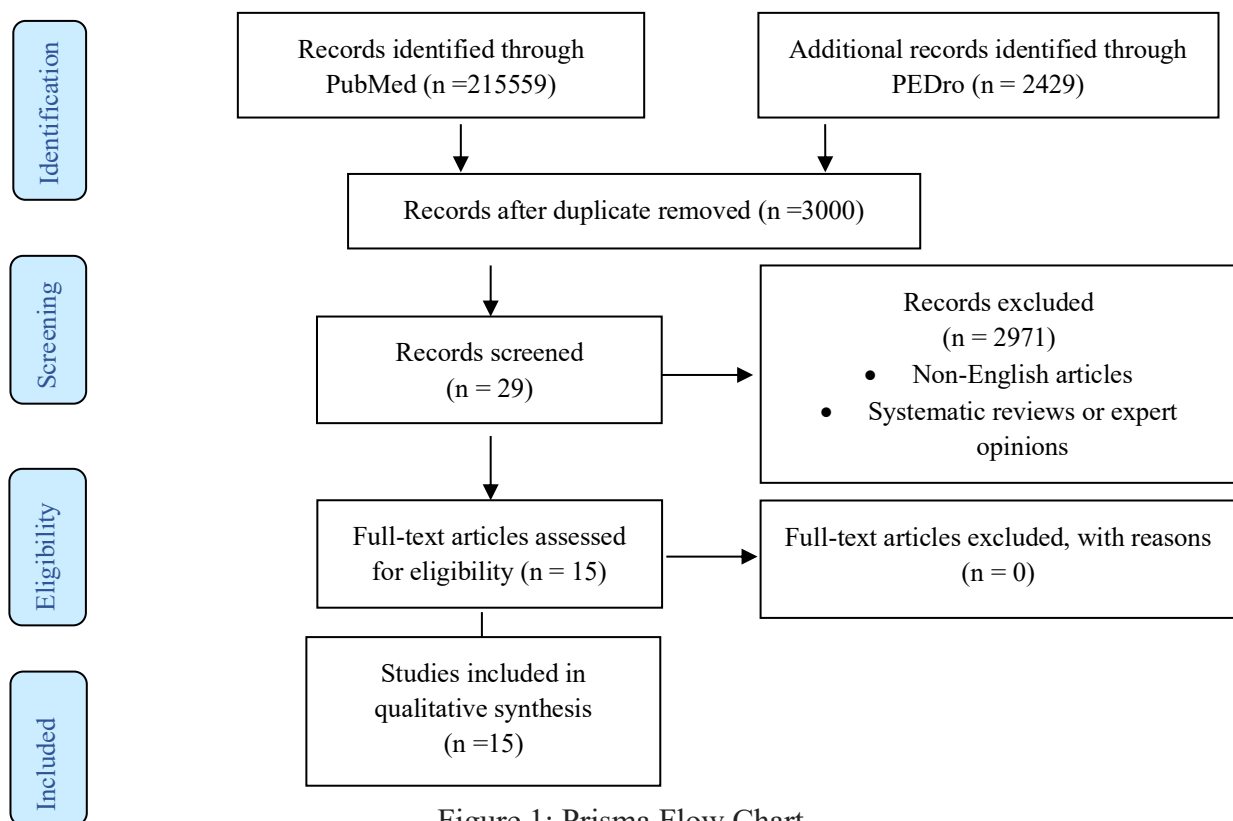 Identification
Records identified through
PubMed (n =215559)
Additional records identified through
PEDro (n = 2429)
Records after duplicate removed (n =3000)
Screening
Records screened
(n = 29)
Records excluded
(n = 2971)
• Non-English articles
• Systematic reviews or expert
opinions
Eligibility
Full-text articles assessed
for eligibility (n = 15)
Full-text articles excluded, with reasons
(n = 0)
Included
Studies included in
qualitative synthesis
(n =15)
Figure 1: Prisma Flow Chart